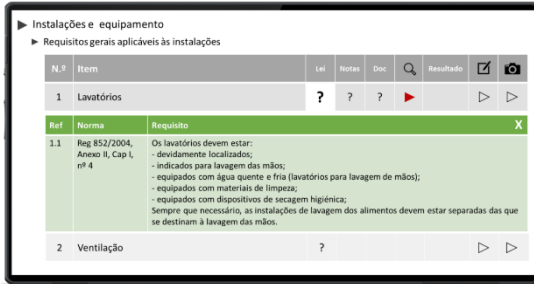 Instalações e equipamento
Requisitos gerais aplicáveis às instalações
N.º Item Lei Notas Doc Resultado
1 Lavatórios ? ? ?
Ref Norma Requisito X
1.1 Reg 852/2004, Anexo II, Cap I, nº 4
Os lavatórios devem estar:
- devidamente localizados;
- indicados para lavagem das mãos;
- equipados com água quente e fria (lavatórios para lavagem de mãos);
- equipados com materiais de limpeza;
- equipados com dispositivos de secagem higiénica;
Sempre que necessário, as instalações de lavagem dos alimentos devem estar separadas das que
se destinam à lavagem das mãos.
2 Ventilação ?